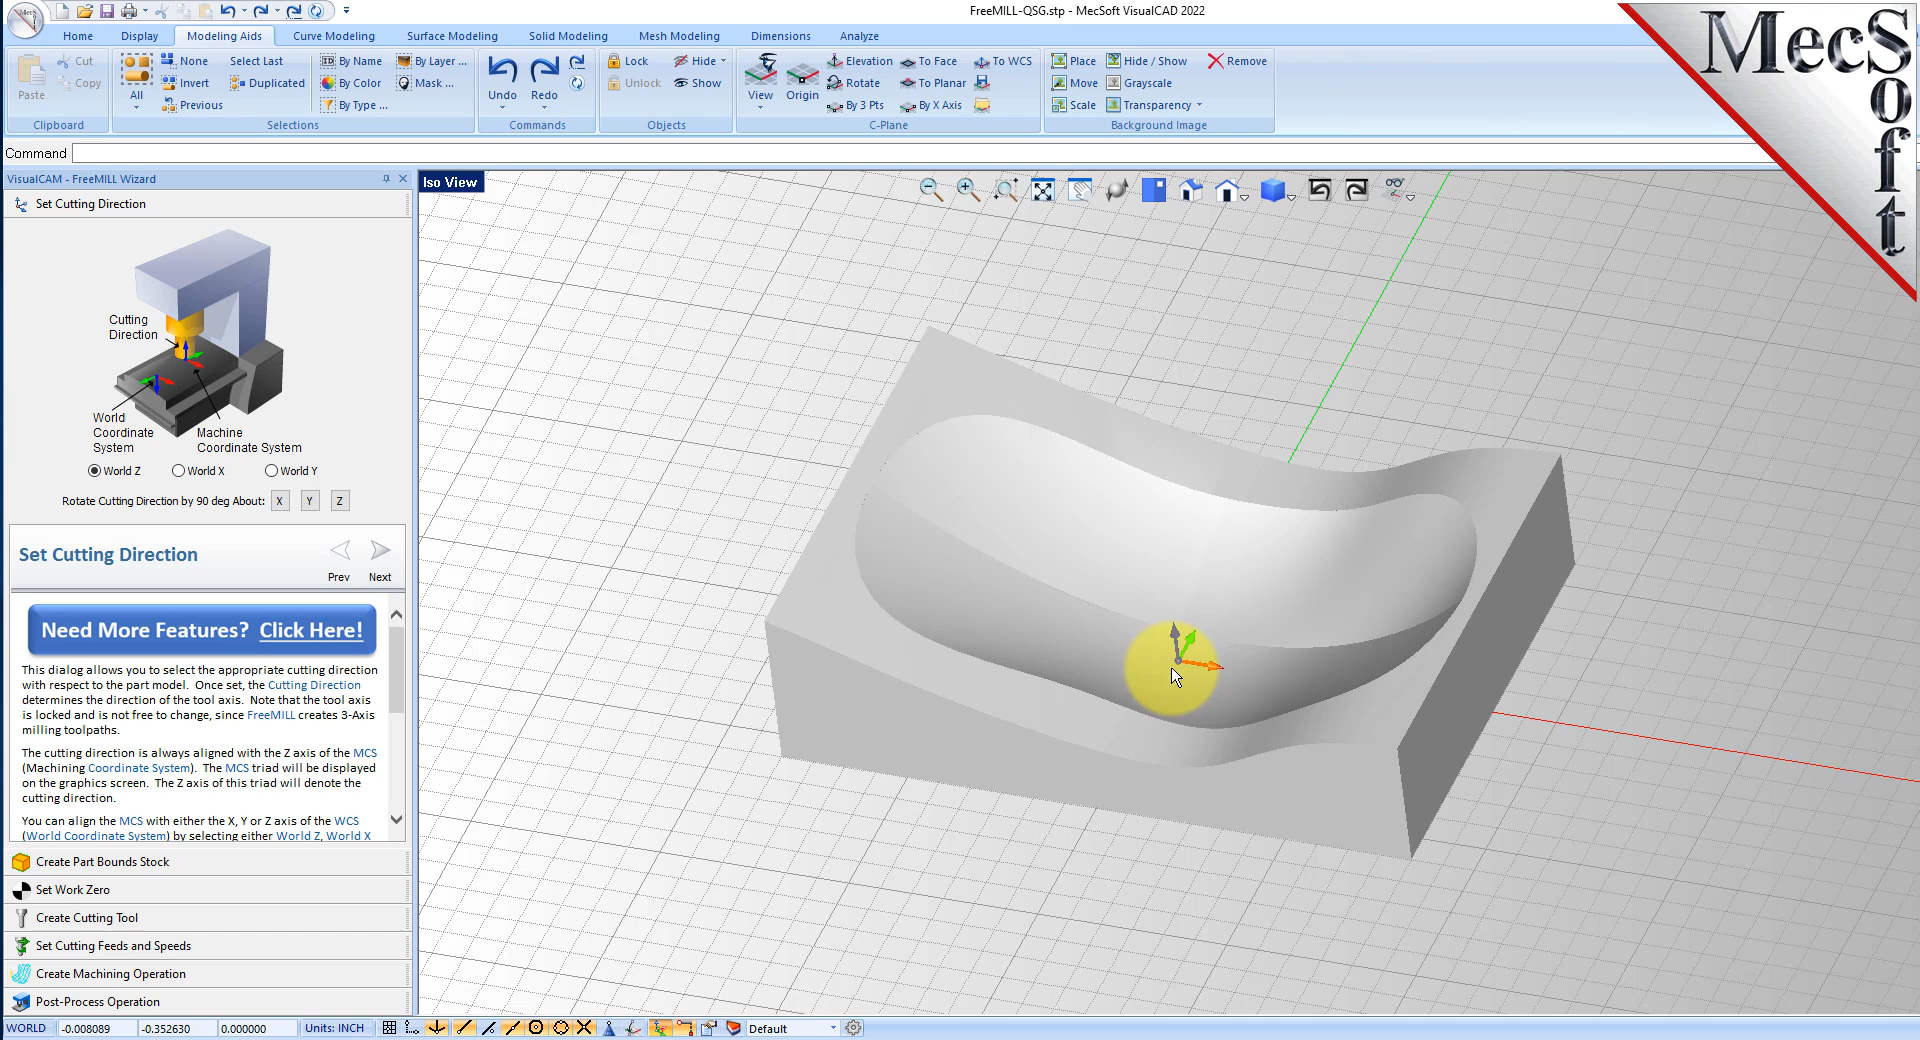 FreeMILL-QSG.stp - MecSoft VisualCAD 2022
Home Display Modeling Aids Curve Modeling Surface Modeling Solid Modeling Mesh Modeling Dimensions Analyze
Paste
Cut
Copy
Clipboard
All
None
Invert
Previous
Select Last
Duplicated
By Name
By Color
By Type ...
By Layer ...
Mask ...
Selections
Undo
Redo
Commands
Lock
Unlock
Hide
Show
Objects
View
Origin
Elevation
Rotate
By 3 Pts
To Face
To Planar
By X Axis
To WCS
C-Plane
Place
Move
Scale
Hide / Show
Grayscale
Transparency
Remove
Background Image
MecSoft
Command
VisualCAM - FreeMILL Wizard
Set Cutting Direction
Iso View
Cutting
Direction
World
Coordinate
System
Machine
Coordinate System
World Z World X World Y
Rotate Cutting Direction by 90 deg About: X Y Z
Set Cutting Direction
Prev Next
Need More Features? Click Here!
This dialog allows you to select the appropriate cutting direction
with respect to the part model. Once set, the Cutting Direction
determines the direction of the tool axis. Note that the tool axis
is locked and is not free to change, since FreeMILL creates 3-Axis
milling toolpaths.
The cutting direction is always aligned with the Z axis of the MCS
(Machining Coordinate System). The MCS triad will be displayed
on the graphics screen. The Z axis of this triad will denote the
cutting direction.
You can align the MCS with either the X, Y or Z axis of the WCS
(World Coordinate System) by selecting either World Z, World X
Create Part Bounds Stock
Set Work Zero
Create Cutting Tool
Set Cutting Feeds and Speeds
Create Machining Operation
Post-Process Operation
WORLD -0.008089 -0.352630 0.000000 Units: INCH Default